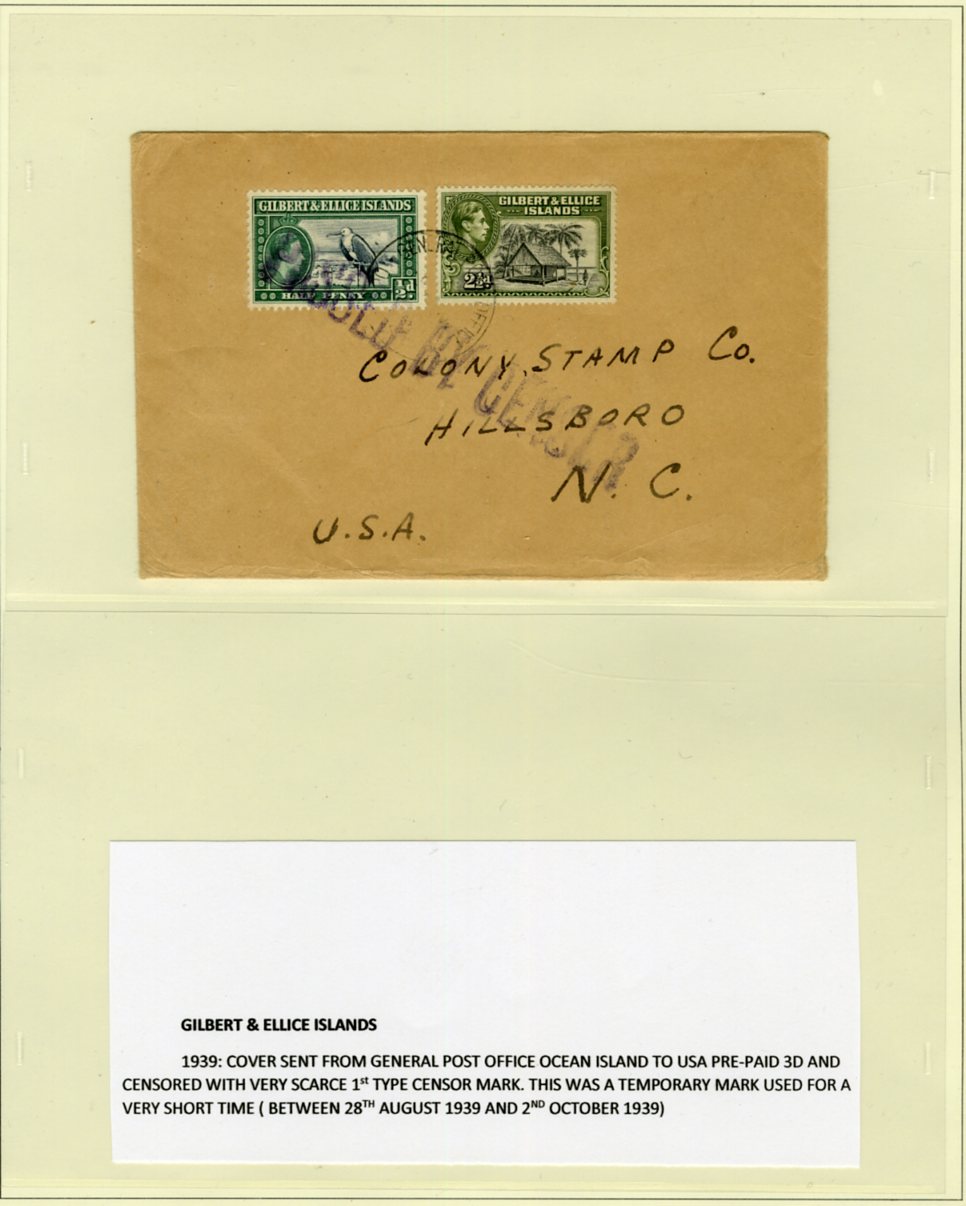 GILBERT & ELLICE ISLANDS
HALF PENNY ½d
GILBERT & ELLICE
ISLANDS
2½d
BY CENSOR
COLONY STAMP Co.
HILLSBORO
N. C.
U.S.A.
GILBERT & ELLICE ISLANDS
1939: COVER SENT FROM GENERAL POST OFFICE OCEAN ISLAND TO USA PRE-PAID 3D AND
CENSORED WITH VERY SCARCE 1st TYPE CENSOR MARK. THIS WAS A TEMPORARY MARK USED FOR A
VERY SHORT TIME ( BETWEEN 28TH AUGUST 1939 AND 2ND OCTOBER 1939)